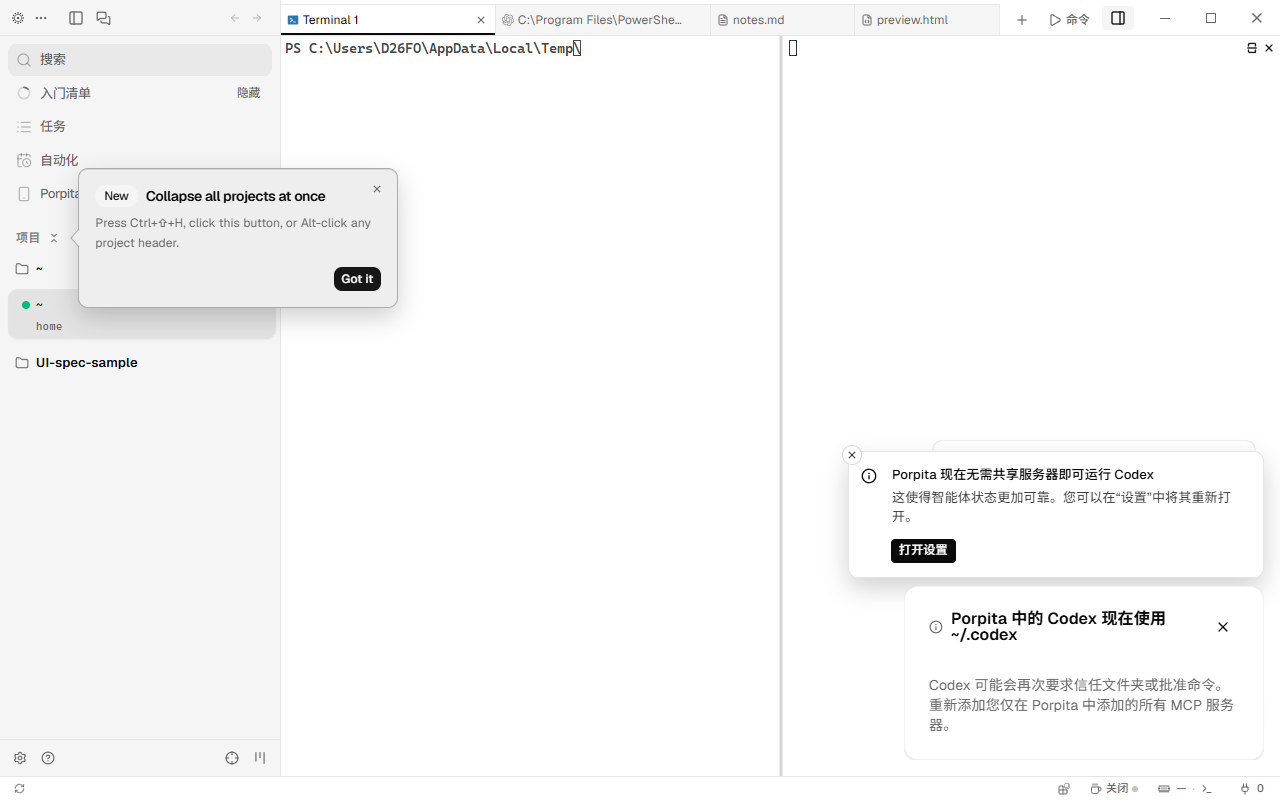 Terminal 1
C:\Program Files\PowerShe...
notes.md
preview.html
命令
搜索
入门清单
隐藏
任务
自动化
Porpita
项目
~
~
home
UI-spec-sample
New
Collapse all projects at once
Press Ctrl+⇧+H, click this button, or Alt-click any
project header.
Got it
PS C:\Users\D26FO\AppData\Local\Temp\
Porpita 现在无需共享服务器即可运行 Codex
这使得智能体状态更加可靠。您可以在“设置”中将其重新打
开。
打开设置
Porpita 中的 Codex 现在使用
~/.codex
Codex 可能会再次要求信任文件夹或批准命令。
重新添加您仅在 Porpita 中添加的所有 MCP 服务
器。
关闭
0